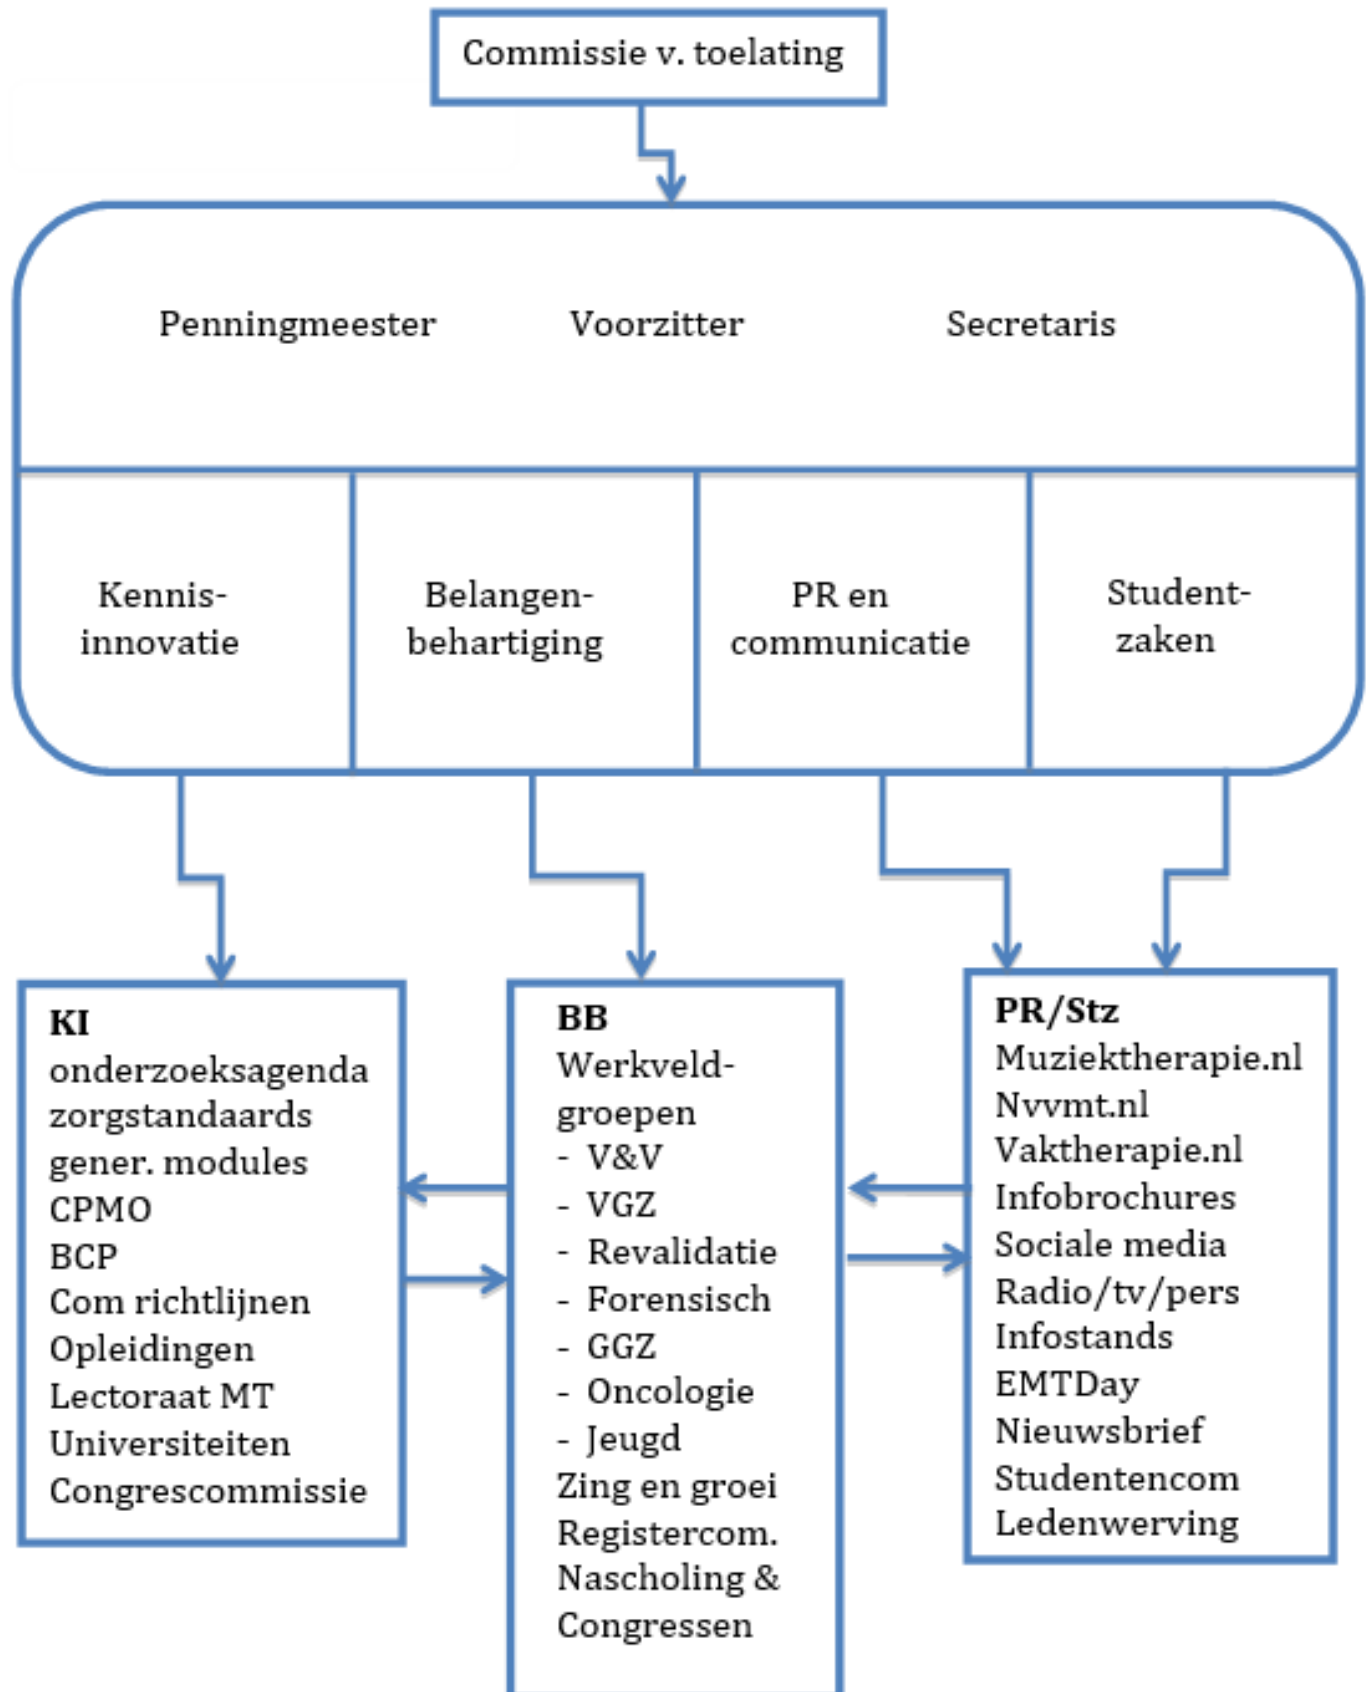 Commissie v. toelating
Penningmeester
Voorzitter
Secretaris
Kennis-
innovatie
Belangen-
behartiging
PR en
communicatie
Student-
zaken
KI
onderzoeksagenda
zorgstandaards
gener. modules
CPMO
BCP
Com richtlijnen
Opleidingen
Lectoraat MT
Universiteiten
Congrescommissie
BB
Werkveld-
groepen
- V&V
- VGZ
- Revalidatie
- Forensisch
- GGZ
- Oncologie
- Jeugd
Zing en groei
Registercom.
Nascholing &
Congressen
PR/Stz
Muziektherapie.nl
Nvvmt.nl
Vaktherapie.nl
Infobrochures
Sociale media
Radio/tv/pers
Infostands
EMTDay
Nieuwsbrief
Studentencom
Ledenwerving